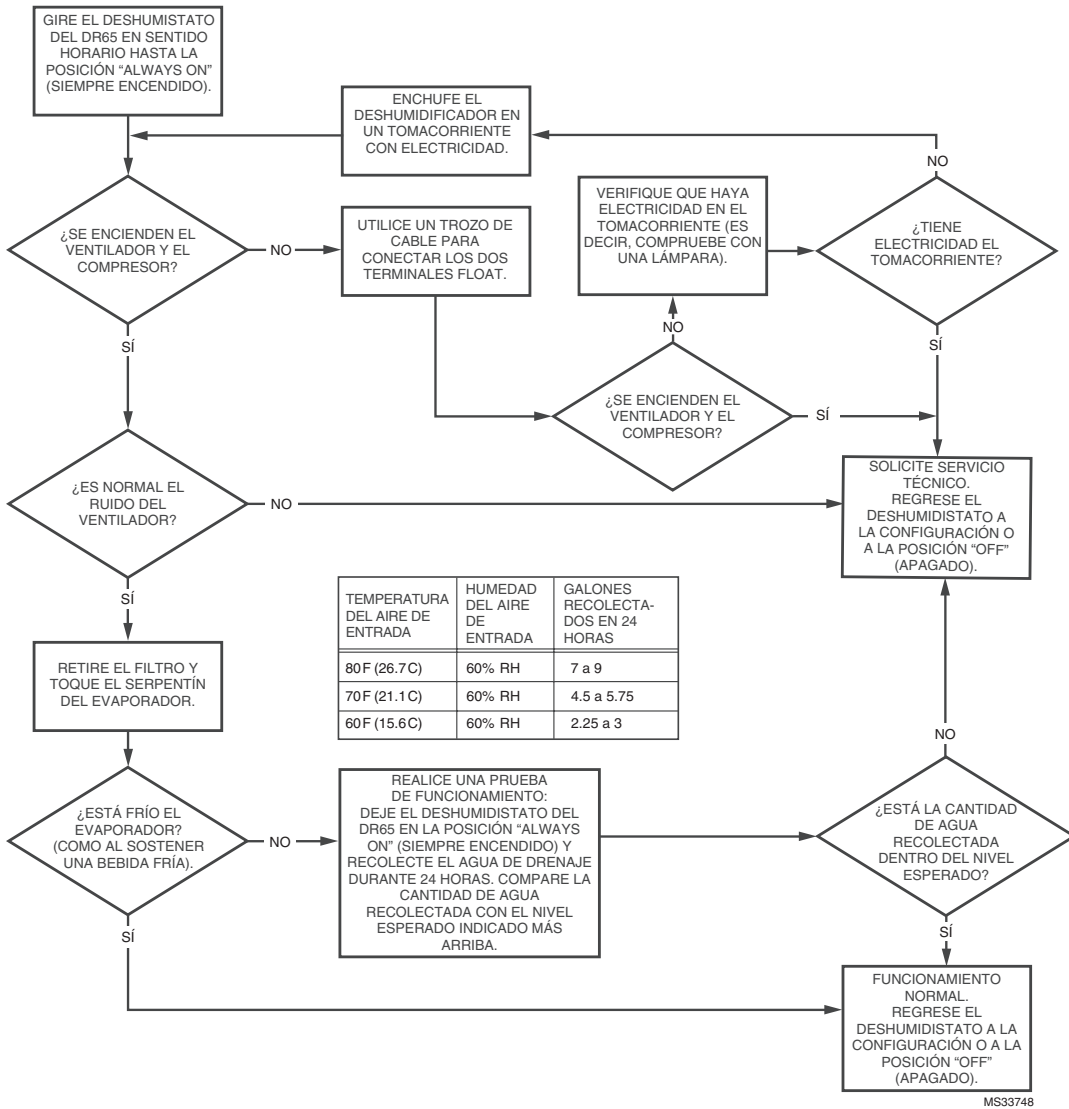 GIRE EL DESHUMISTATO
DEL DR65 EN SENTIDO
HORARIO HASTA LA
POSICIÓN “ALWAYS ON”
(SIEMPRE ENCENDIDO).
ENCHUFE EL
DESHUMIDIFICADOR EN
UN TOMACORRIENTE
CON ELECTRICIDAD.
NO
¿SE ENCIENDEN EL
VENTILADOR Y EL
COMPRESOR?
NO
UTILICE UN TROZO DE
CABLE PARA
CONECTAR LOS DOS
TERMINALES FLOAT.
VERIFIQUE QUE HAYA
ELECTRICIDAD EN EL
TOMACORRIENTE (ES
DECIR, COMPRUEBE CON
UNA LÁMPARA).
¿TIENE
ELECTRICIDAD EL
TOMACORRIENTE?
SÍ
NO
SÍ
¿SE ENCIENDEN EL
VENTILADOR Y EL
COMPRESOR?
SÍ
¿ES NORMAL EL
RUIDO DEL
VENTILADOR?
NO
SOLICITE SERVICIO
TÉCNICO.
REGRESE EL
DESHUMIDISTATO A
LA CONFIGURACIÓN O
A LA POSICIÓN “OFF”
(APAGADO).
SÍ
TEMPERATURA
DEL AIRE DE
ENTRADA
HUMEDAD
DEL AIRE
DE
ENTRADA
GALONES
RECOLECTA-
DOS EN 24
HORAS
80F (26.7C) 60% RH 7 a 9
70F (21.1C) 60% RH 4.5 a 5.75
60F (15.6C) 60% RH 2.25 a 3
RETIRE EL FILTRO Y
TOQUE EL SERPENTÍN
DEL EVAPORADOR.
NO
¿ESTÁ FRÍO EL
EVAPORADOR?
(COMO AL SOSTENER
UNA BEBIDA FRÍA).
NO
REALICE UNA PRUEBA
DE FUNCIONAMIENTO:
DEJE EL DESHUMIDISTATO DEL
DR65 EN LA POSICIÓN “ALWAYS
ON” (SIEMPRE ENCENDIDO) Y
RECOLECTE EL AGUA DE DRENAJE
DURANTE 24 HORAS. COMPARE LA
CANTIDAD DE AGUA
RECOLECTADA CON EL NIVEL
ESPERADO INDICADO MÁS
ARRIBA.
¿ESTÁ LA CANTIDAD
DE AGUA
RECOLECTADA
DENTRO DEL NIVEL
ESPERADO?
SÍ
SÍ
FUNCIONAMIENTO
NORMAL.
REGRESE EL
DESHUMIDISTATO A LA
CONFIGURACIÓN O A LA
POSICIÓN “OFF”
(APAGADO).
MS33748